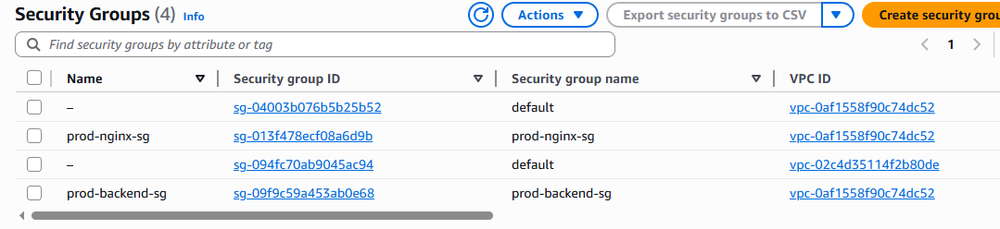 Security Groups (4) Info
Actions
Export security groups to CSV
Create security grou
Find security groups by attribute or tag
1
Name Security group ID Security group name VPC ID
– sg-04003b076b5b25b52 default vpc-0af1558f90c74dc52
prod-nginx-sg sg-013f478ecf08a6d9b prod-nginx-sg vpc-0af1558f90c74dc52
– sg-094fc70ab9045ac94 default vpc-02c4d35114f2b80de
prod-backend-sg sg-09f9c59a453ab0e68 prod-backend-sg vpc-0af1558f90c74dc52